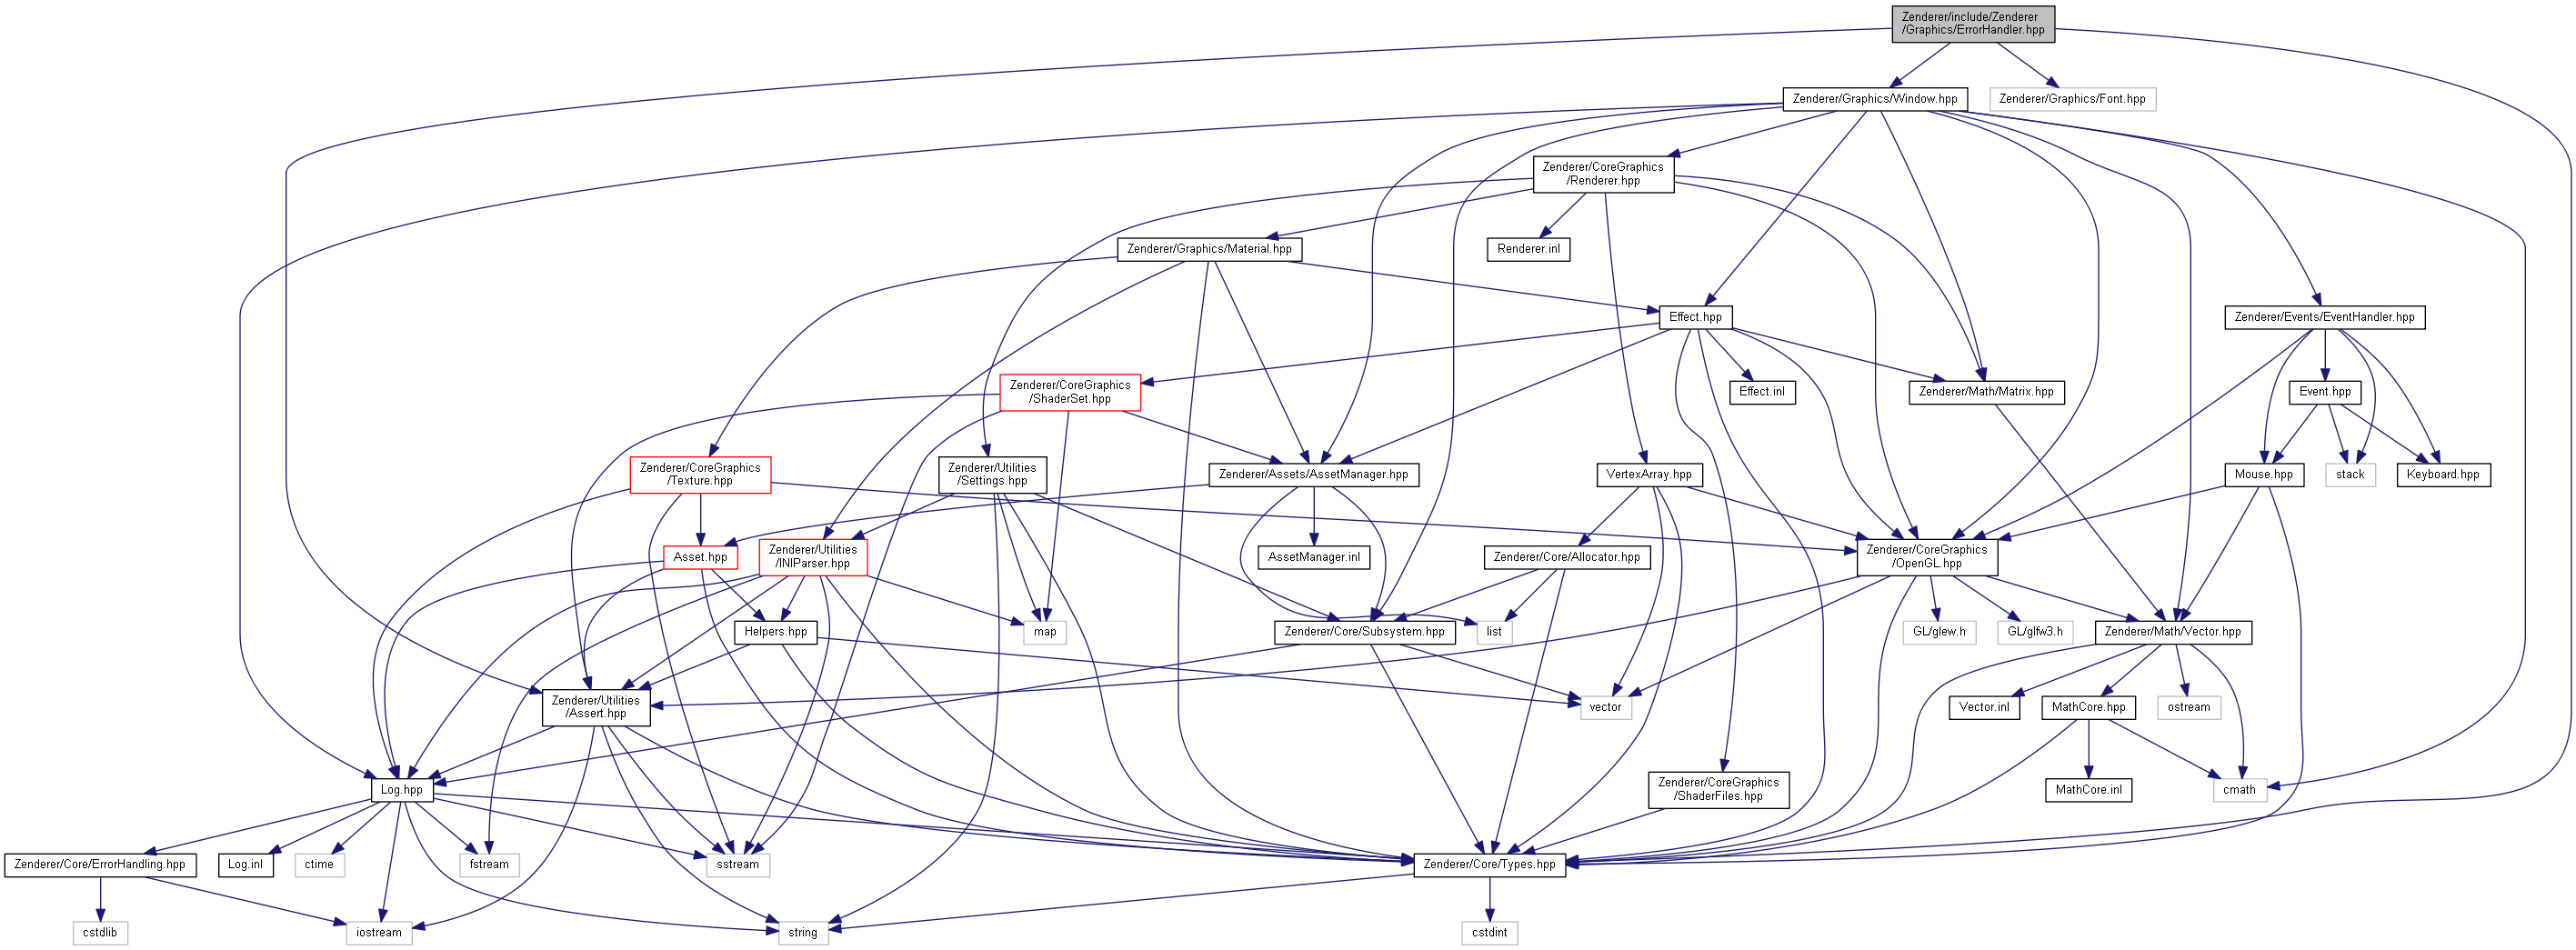 Zenderer/include/Zenderer
/Graphics/ErrorHandler.hpp
Zenderer/Graphics/Window.hpp
Zenderer/Graphics/Font.hpp
Zenderer/CoreGraphics
/Renderer.hpp
Zenderer/Graphics/Material.hpp
Renderer.inl
Effect.hpp
Zenderer/Events/EventHandler.hpp
Zenderer/CoreGraphics
/ShaderSet.hpp
Effect.inl
Zenderer/Math/Matrix.hpp
Event.hpp
Zenderer/CoreGraphics
/Texture.hpp
Zenderer/Utilities
/Settings.hpp
Zenderer/Assets/AssetManager.hpp
VertexArray.hpp
Mouse.hpp
stack
Keyboard.hpp
Asset.hpp
Zenderer/Utilities
/INIParser.hpp
AssetManager.inl
Zenderer/Core/Allocator.hpp
Zenderer/CoreGraphics
/OpenGL.hpp
Helpers.hpp
map
Zenderer/Core/Subsystem.hpp
list
GL/glew.h
GL/glfw3.h
Zenderer/Math/Vector.hpp
Zenderer/Utilities
/Assert.hpp
vector
Vector.inl
MathCore.hpp
ostream
Log.hpp
Zenderer/CoreGraphics
/ShaderFiles.hpp
MathCore.inl
cmath
Zenderer/Core/ErrorHandling.hpp
Log.inl
ctime
fstream
sstream
Zenderer/Core/Types.hpp
cstdlib
iostream
string
cstdint